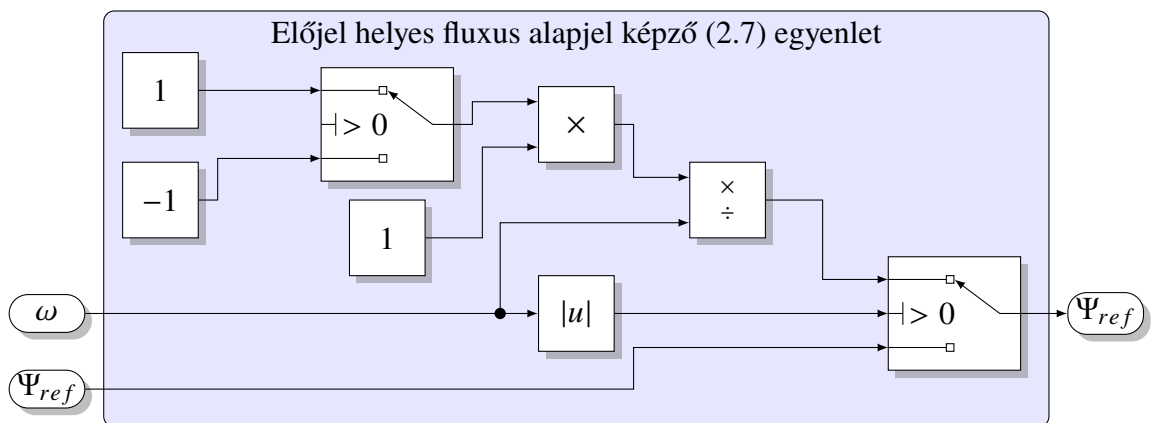 Előjel helyes fluxus alapjel képző (2.7) egyenlet
1
> 0
×
−1
×
÷
1
ω
|u|
> 0
Ψref
Ψref